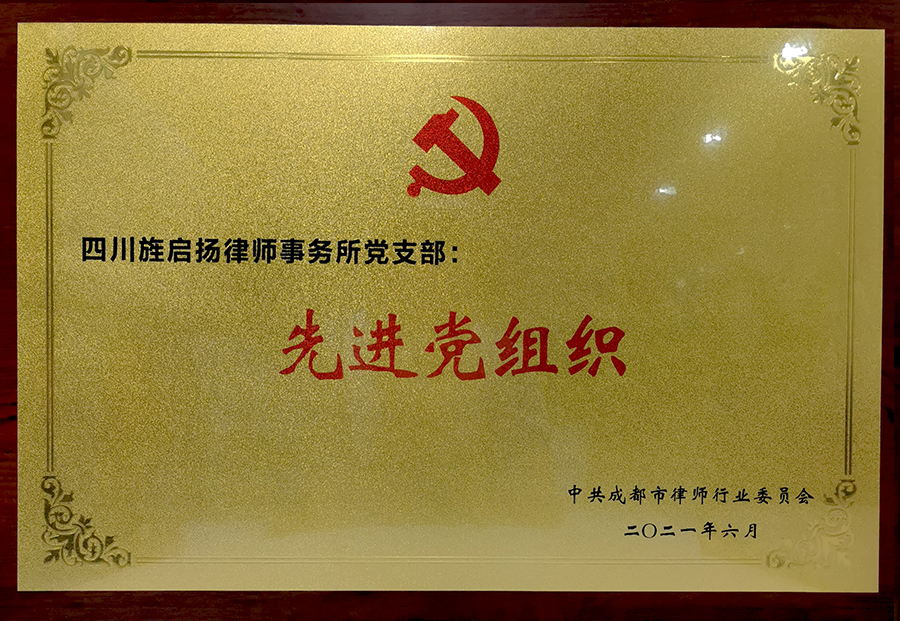 四川旌启扬律师事务所党支部：
先进党组织
中共成都市律师行业委员会
二〇二一年六月